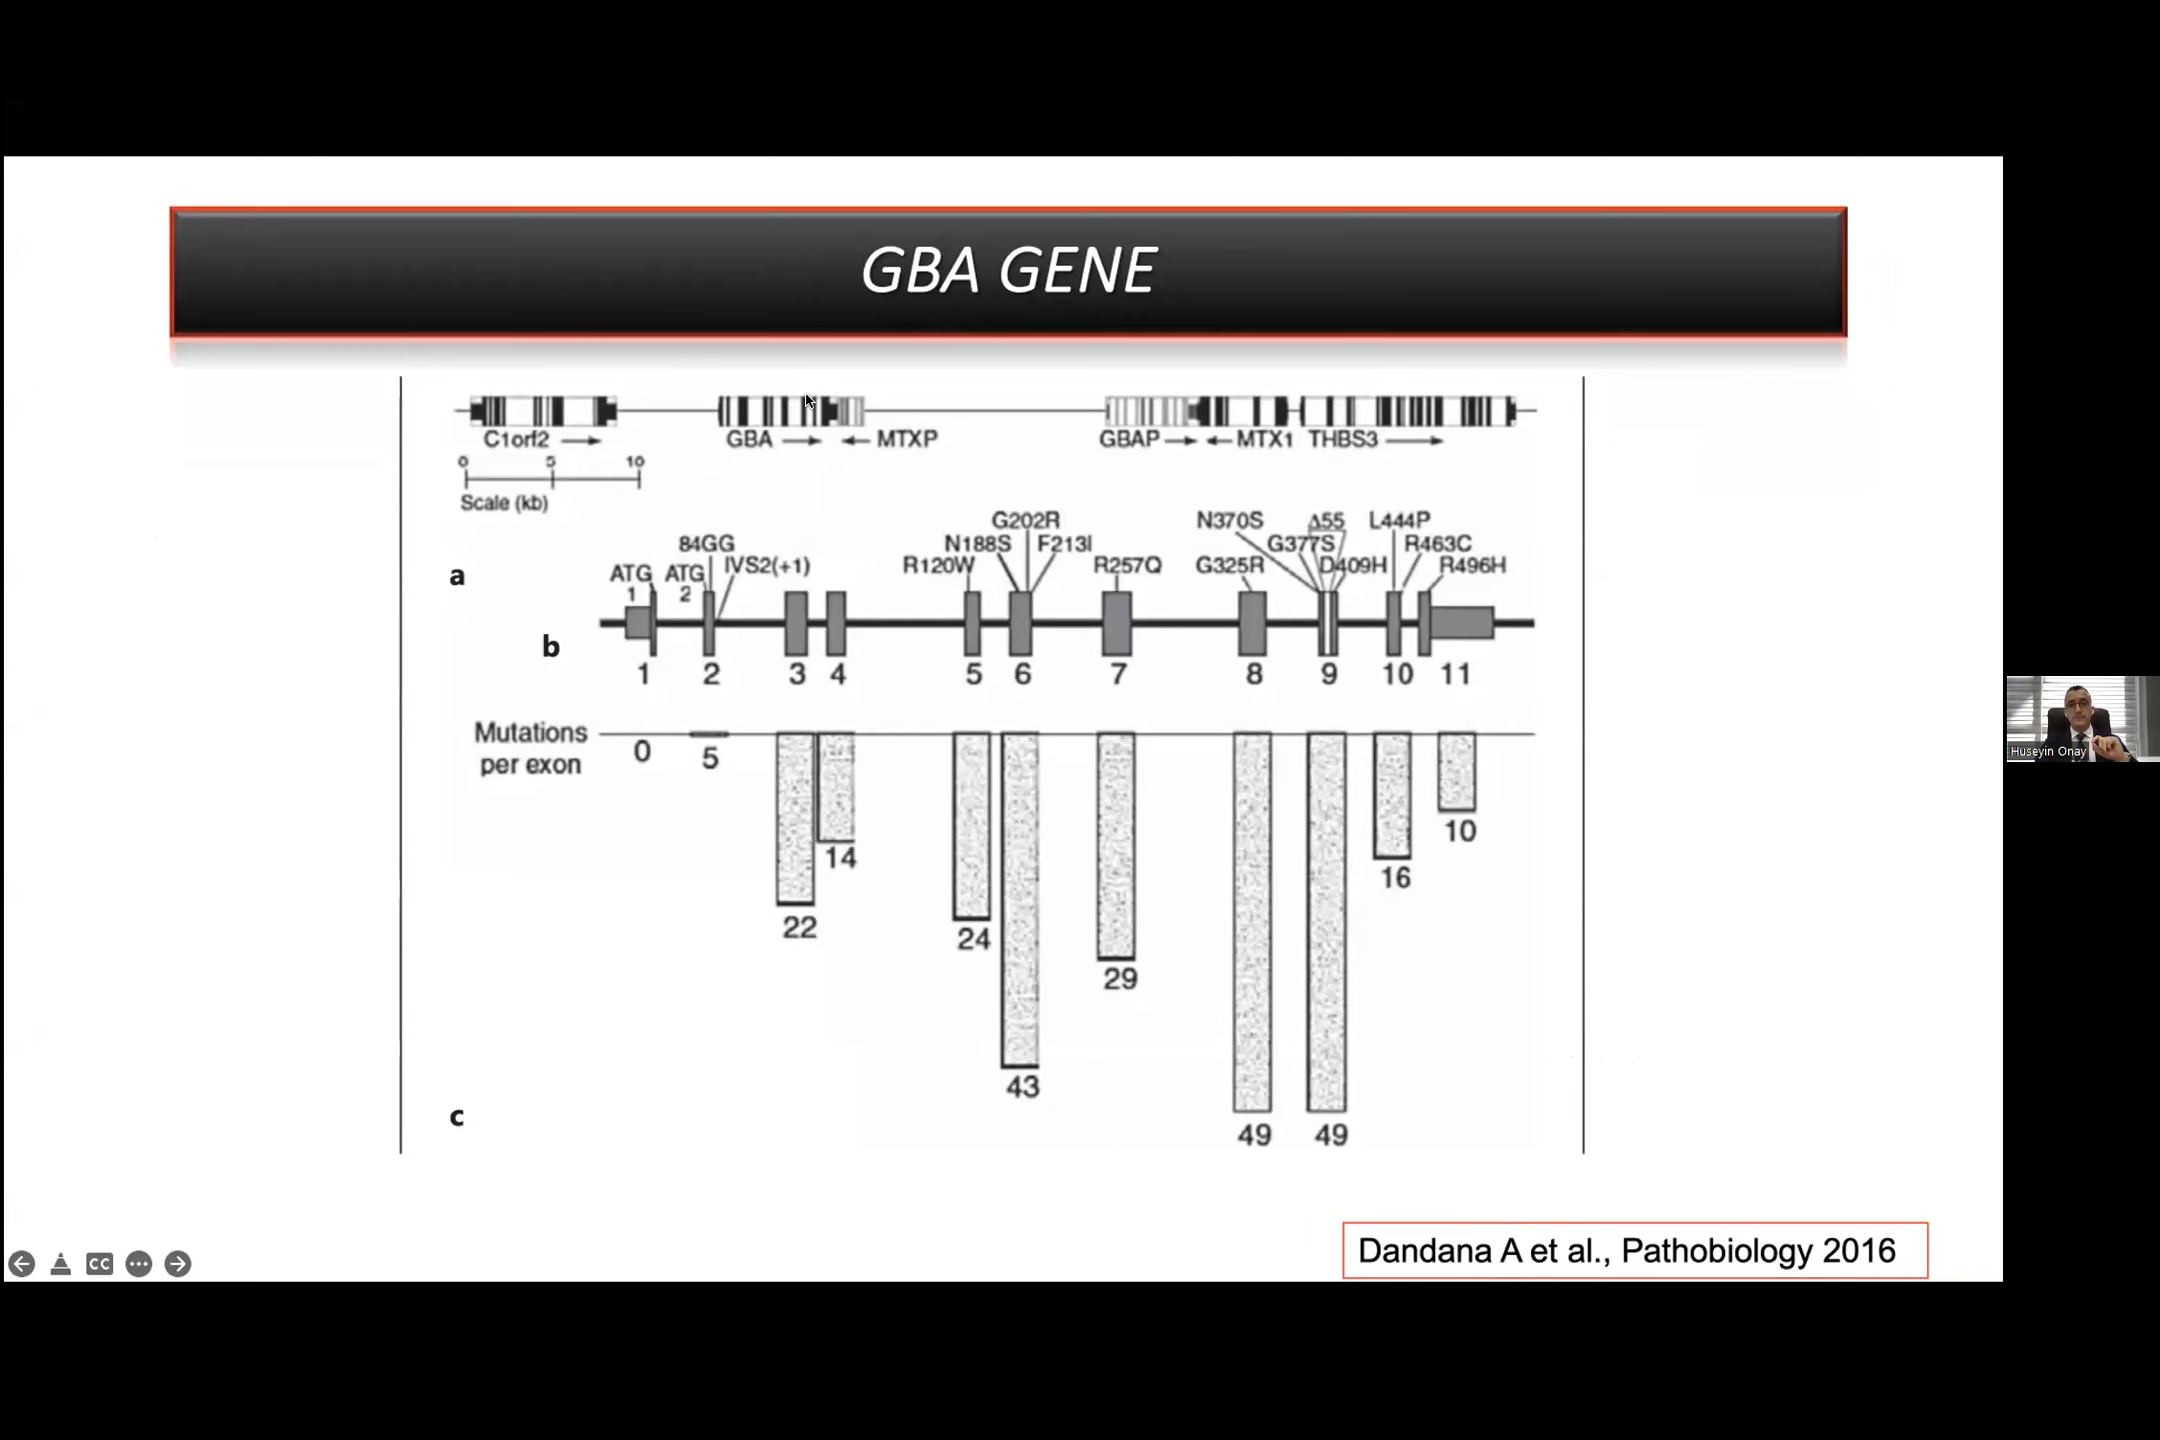 GBA GENE
C1orf2 GBA MTXP GBAP MTX1 THBS3
0 5 10
Scale (kb)
a
G202R N370S Δ55 L444P
84GG N188S F213I G377S R463C
ATG 1 ATG 2 IVS2(+1) R120W R257Q G325R D409H R496H
b
1 2 3 4 5 6 7 8 9 10 11
Mutations
per exon
0 5 22 14 24 43 29 49 49 16 10
c
Dandana A et al., Pathobiology 2016
CC
Huseyin Onay